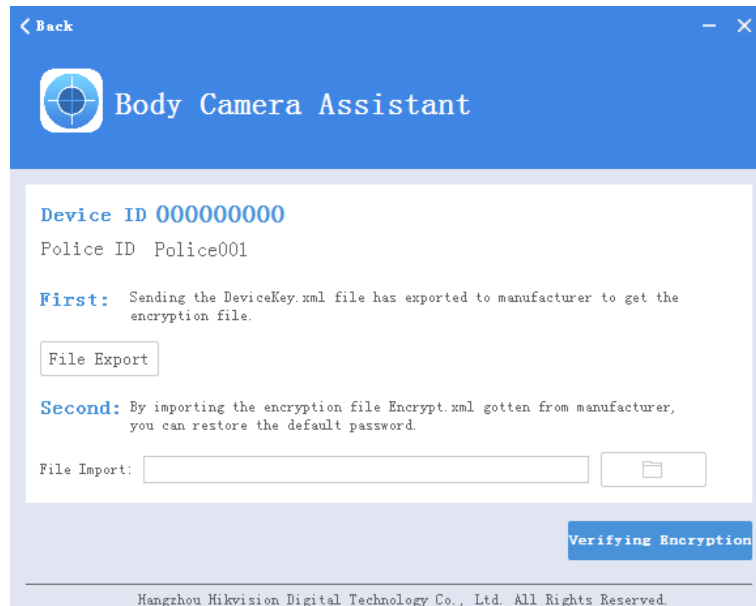 Back
Body Camera Assistant
Device ID 000000000
Police ID Police001
First: Sending the DeviceKey.xml file has exported to manufacturer to get the
encryption file.
File Export
Second: By importing the encryption file Encrypt.xml gotten from manufacturer,
you can restore the default password.
File Import:
Verifying Encryption
Hangzhou Hikvision Digital Technology Co., Ltd. All Rights Reserved.